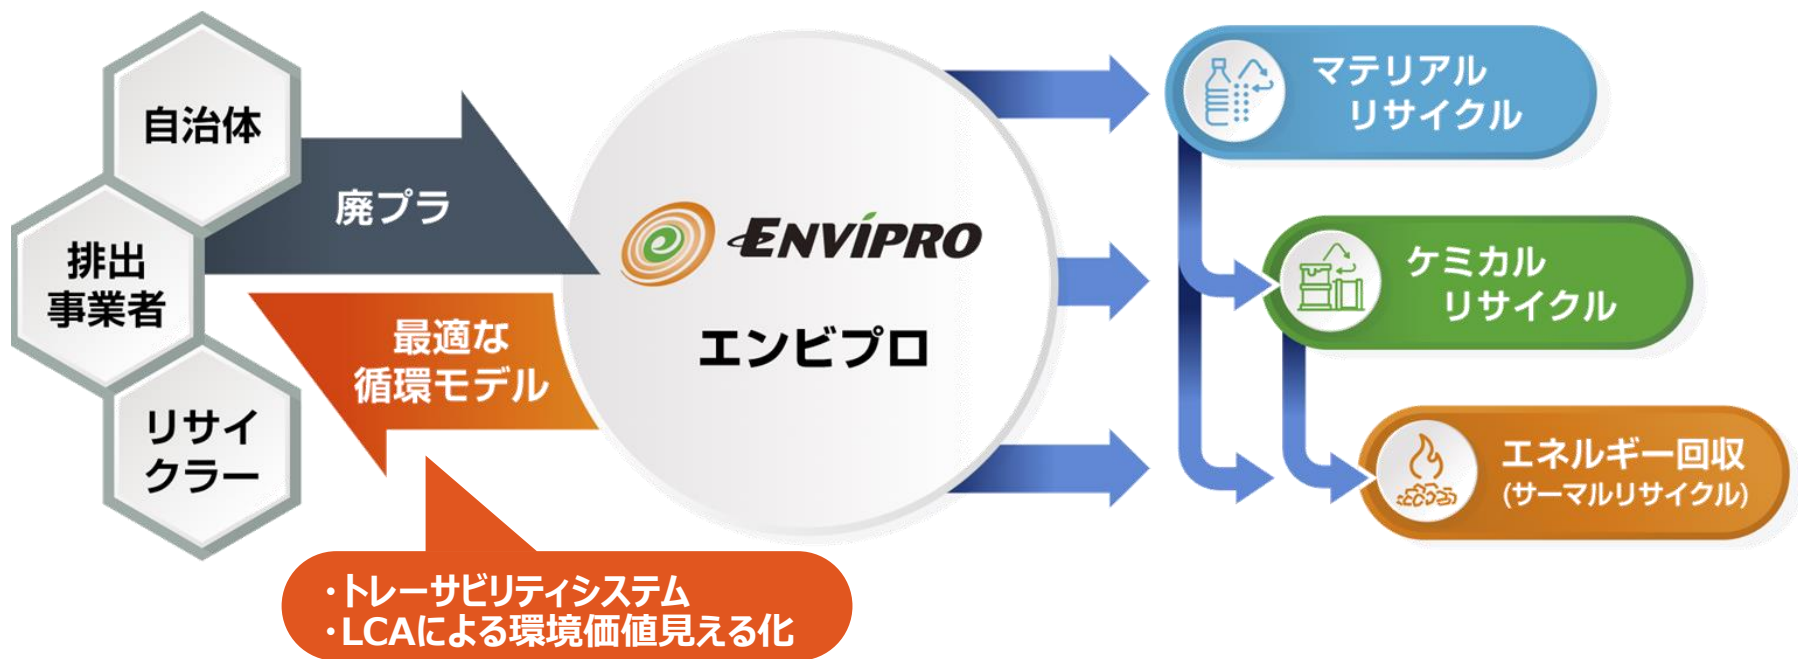 自治体
排出
事業者
リサイ
クラー
廃プラ
最適な
循環モデル
・トレーサビリティシステム
・LCAによる環境価値見える化
ENVIPRO
エンビプロ
マテリアル
リサイクル
ケミカル
リサイクル
エネルギー回収
(サーマルリサイクル)